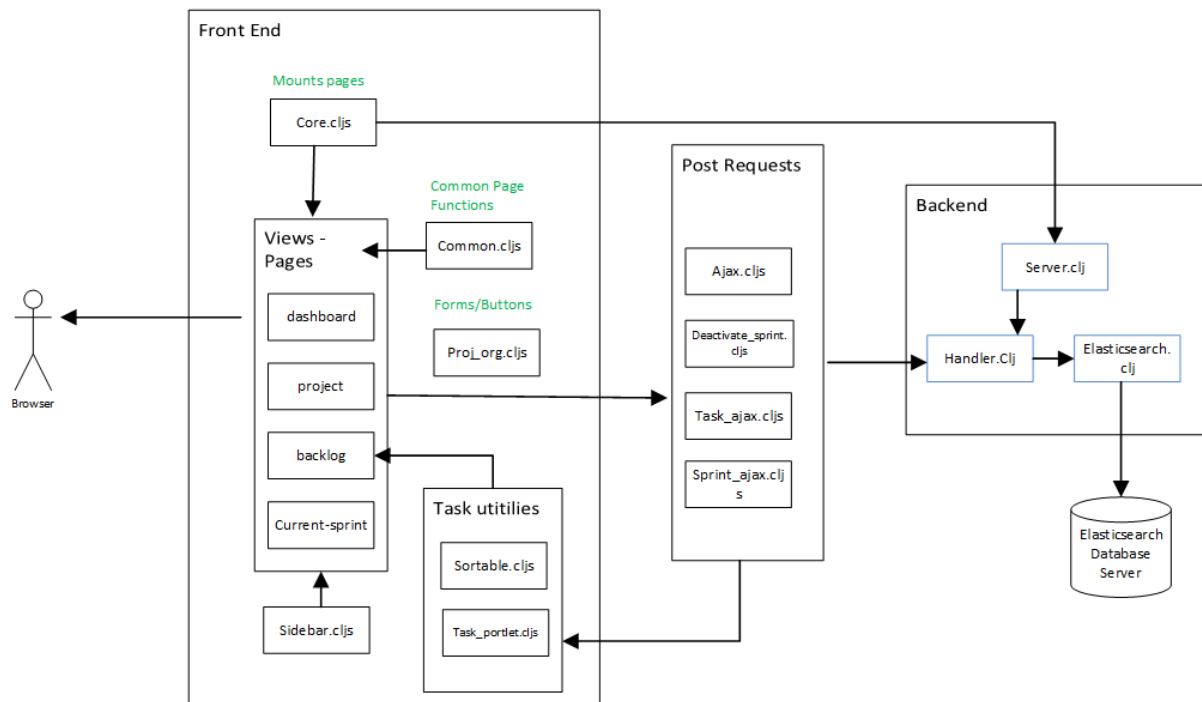 Front End
Mounts pages
Core.cljs
Common Page
Functions
Common.cljs
Views -
Pages
dashboard
project
backlog
Current-sprint
Sidebar.cljs
Forms/Buttons
Proj_org.cljs
Task utitilies
Sortable.cljs
Task_portlet.cljs
Browser
Post Requests
Ajax.cljs
Deactivate_sprint.
cljs
Task_ajax.cljs
Sprint_ajax.clj
s
Backend
Server.clj
Handler.Clj
Elasticsearch.
clj
Elasticsearch
Database
Server